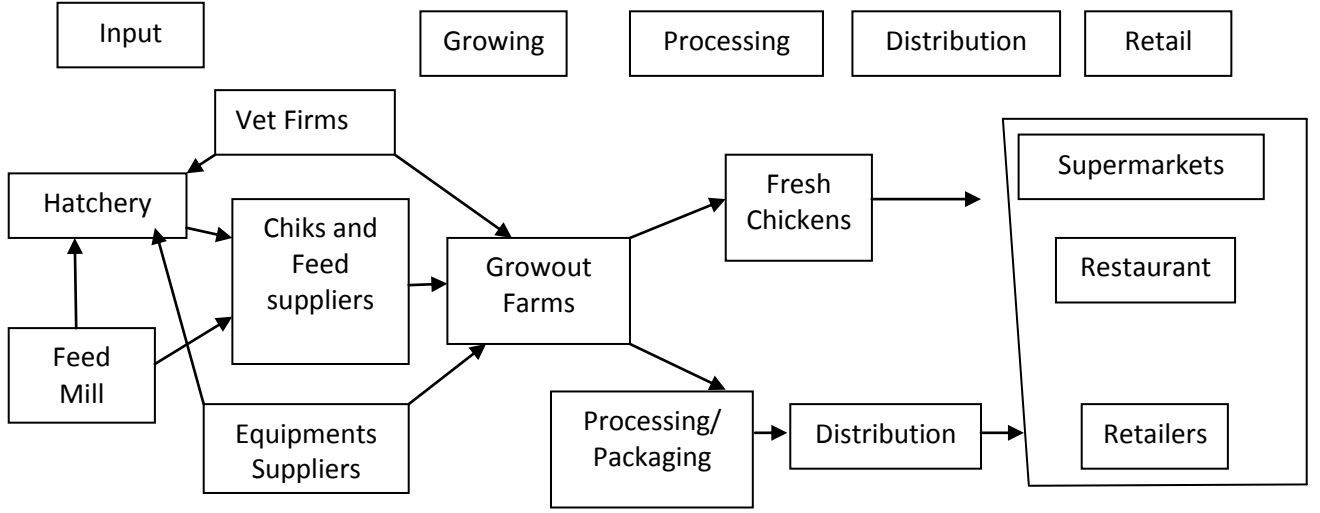 Input
Growing
Processing
Distribution
Retail
Vet Firms
Hatchery
Chiks and
Feed
suppliers
Feed
Mill
Equipments
Suppliers
Growout
Farms
Fresh
Chickens
Processing/
Packaging
Distribution
Supermarkets
Restaurant
Retailers